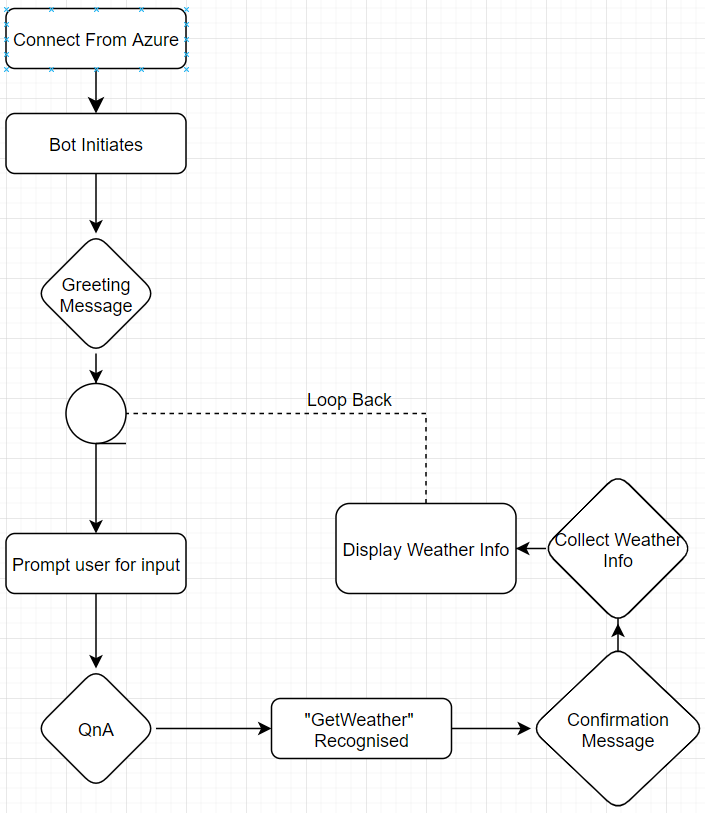 Connect From Azure
Bot Initiates
Greeting
Message
Loop Back
Prompt user for input
Display Weather Info
Collect Weather
Info
QnA
"GetWeather"
Recognised
Confirmation
Message